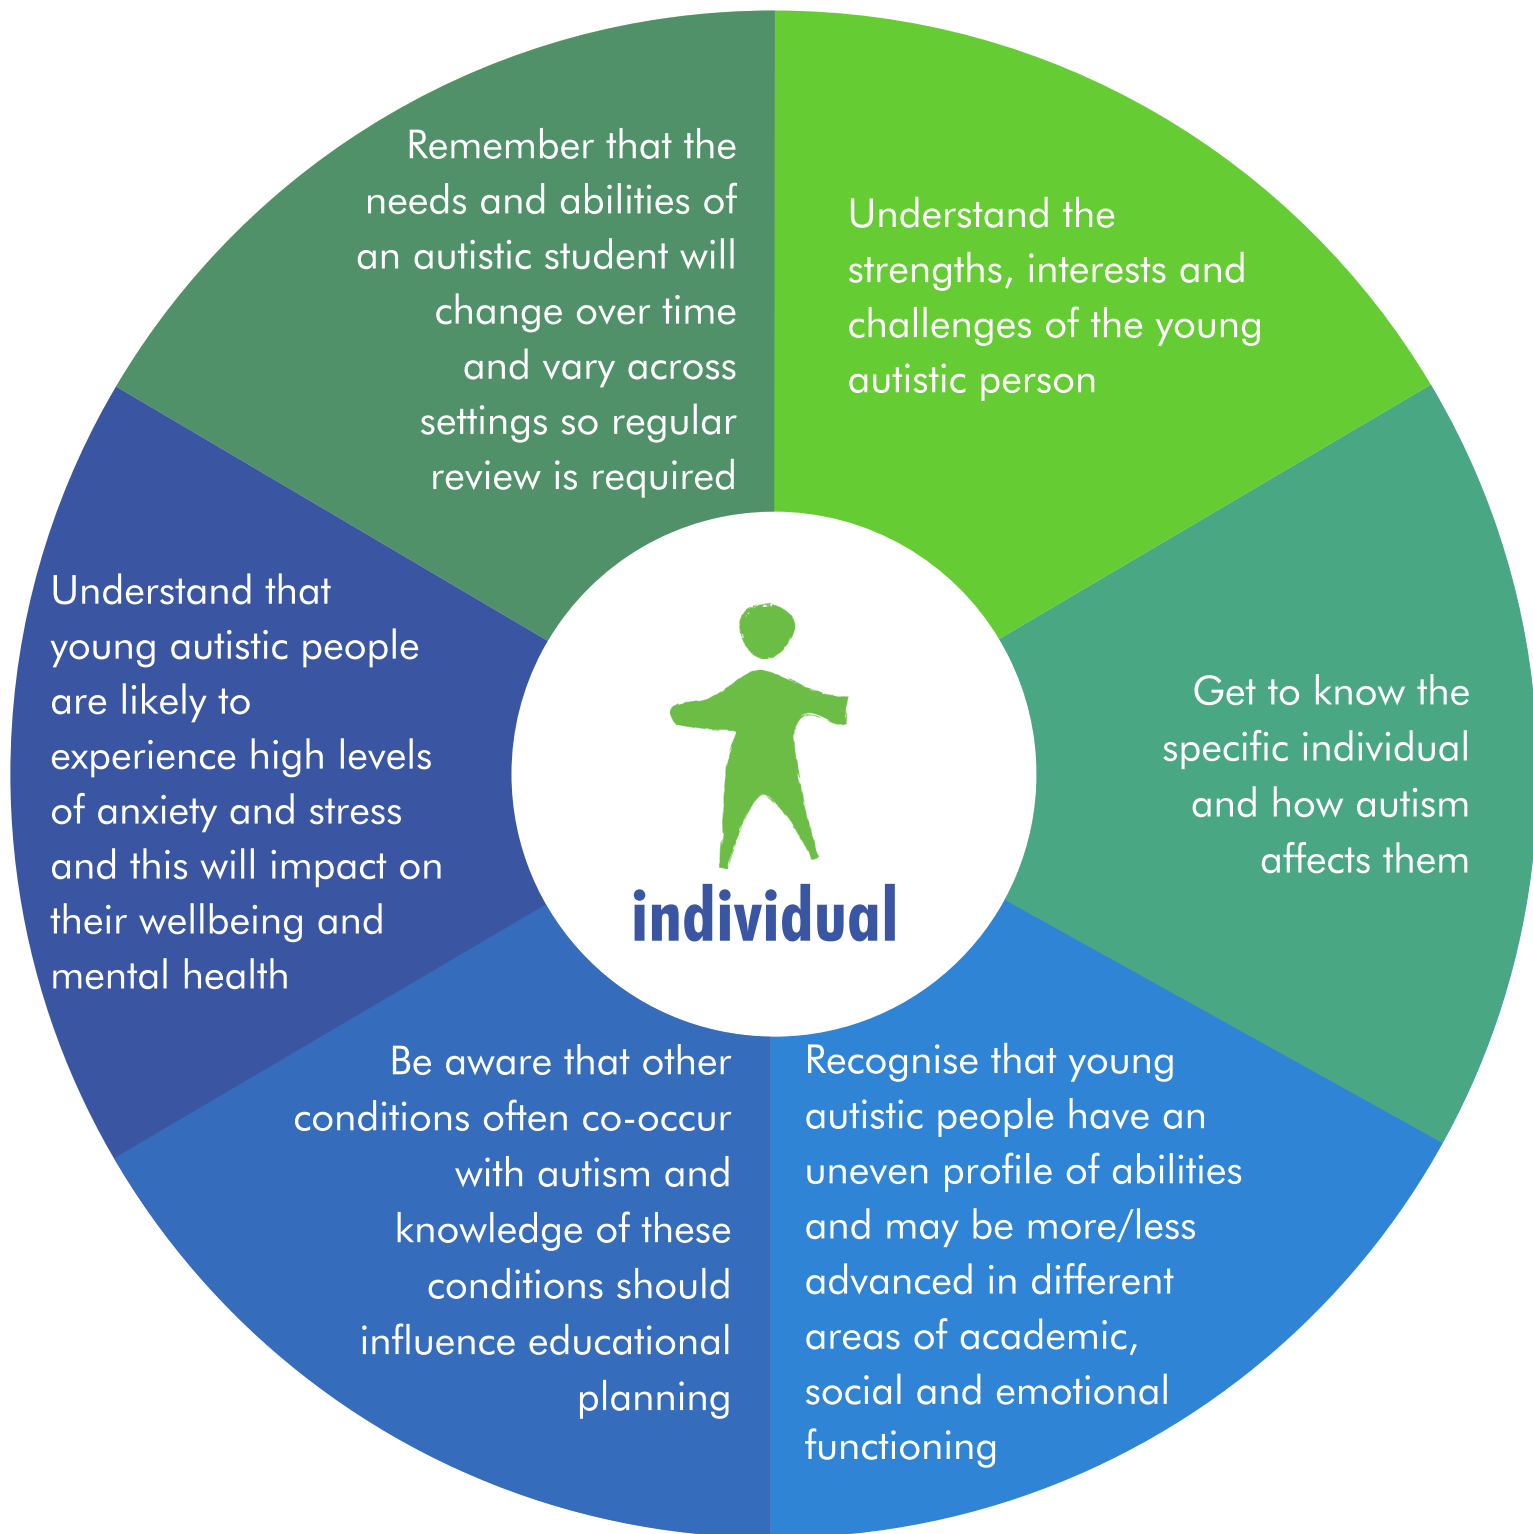 Understand the
strengths, interests and
challenges of the young
autistic person
Get to know the
specific individual
and how autism
affects them
Recognise that young
autistic people have an
uneven profile of abilities
and may be more/less
advanced in different
areas of academic,
social and emotional
functioning
Be aware that other
conditions often co-occur
with autism and
knowledge of these
conditions should
influence educational
planning
Understand that
young autistic people
are likely to
experience high levels
of anxiety and stress
and this will impact on
their wellbeing and
mental health
Remember that the
needs and abilities of
an autistic student will
change over time
and vary across
settings so regular
review is required
individual